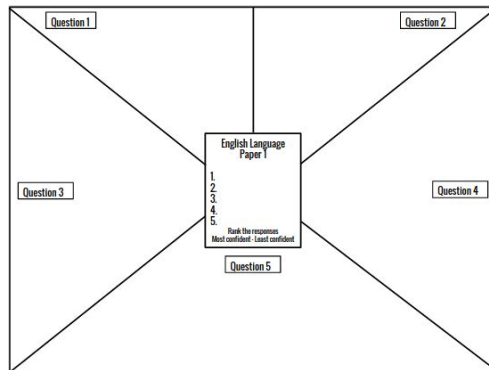 Question 1
Question 2
English Language
Paper 1
1.
2.
3.
4.
5.
Rank the responses
Most confident - Least confident
Question 3
Question 4
Question 5